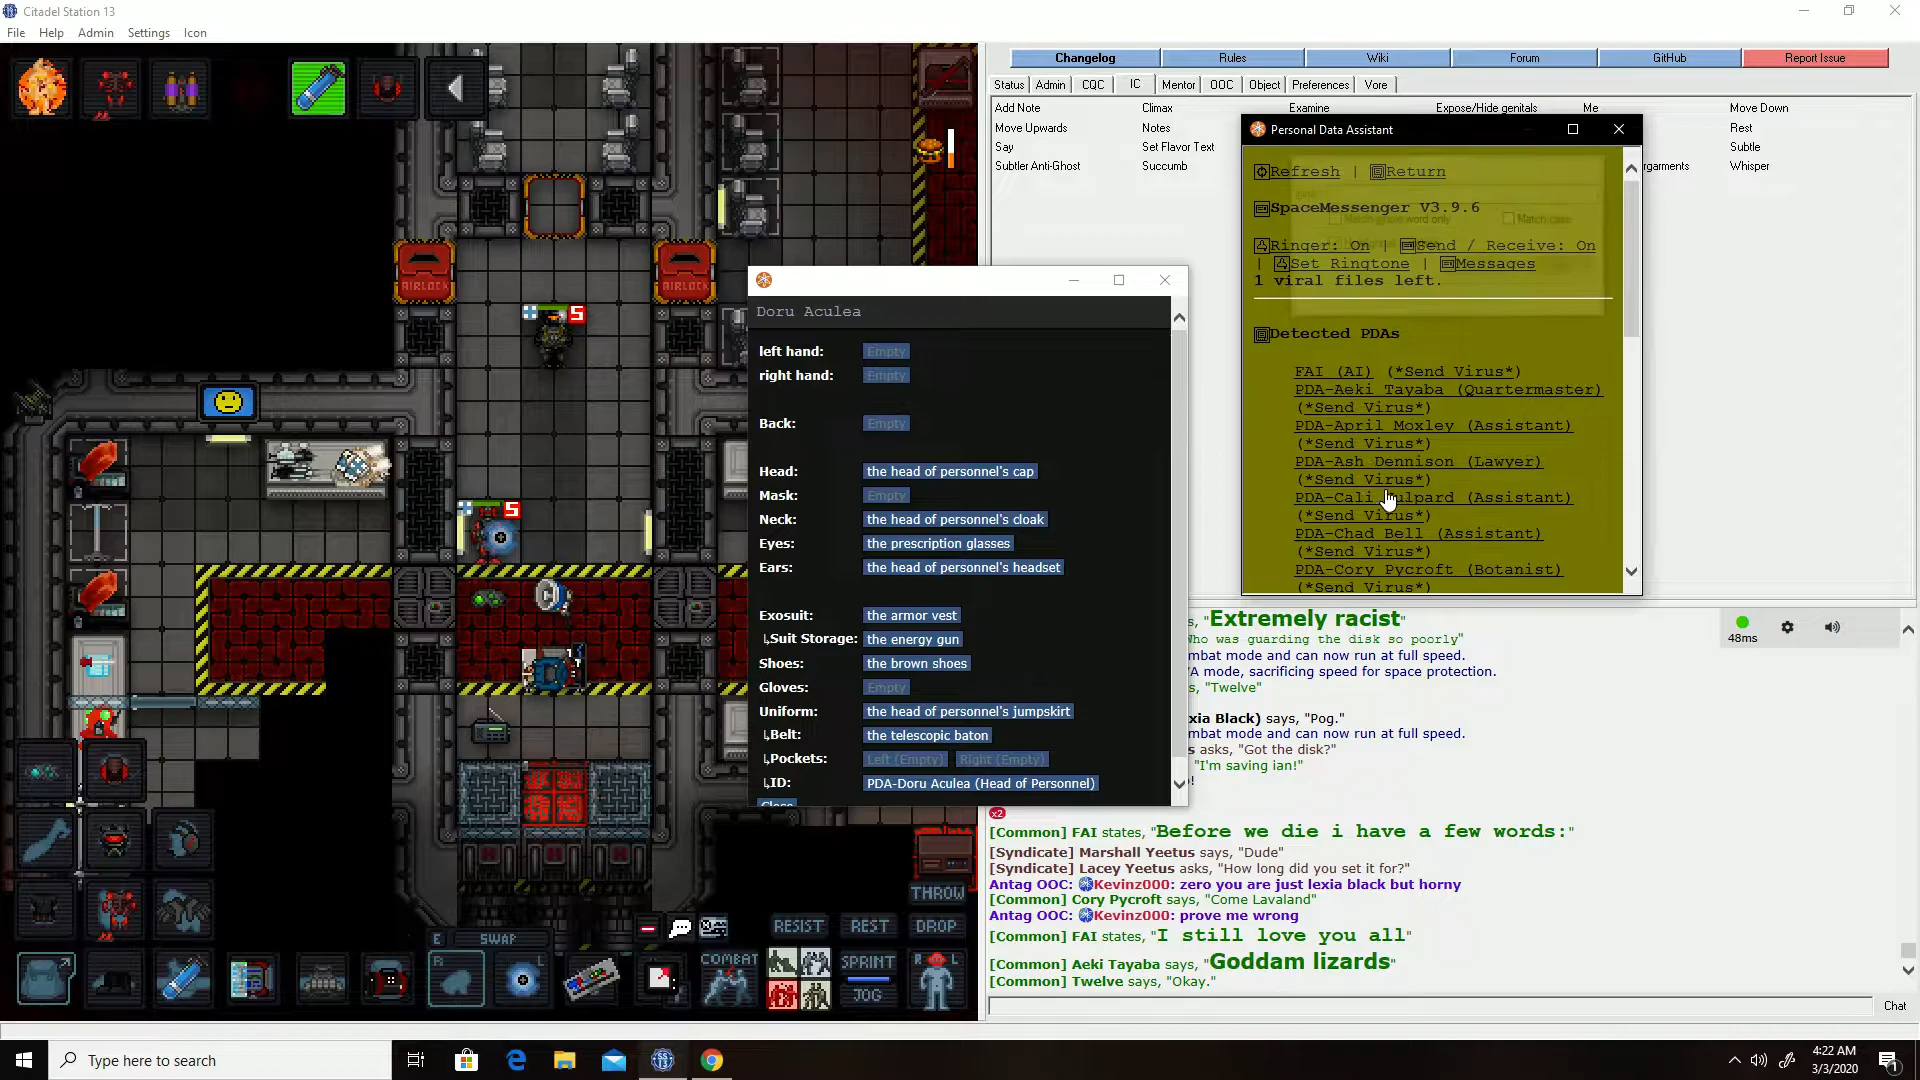 Citadel Station 13
File Help Admin Settings Icon
Changelog Rules Wiki Forum GitHub Report Issue
Status Admin CQC IC Mentor OOC Object Preferences Vore
Add Note Climax Examine Expose/Hide genitals Me Move Down
Move Upwards Notes Rest
Say Set Flavor Text Subtle
Subtler Anti-Ghost Succumb rgarments Whisper
Personal Data Assistant
Refresh | Return
SpaceMessenger V3.9.6
Ringer: On | Send / Receive: On
| Set Ringtone | Messages
1 viral files left.
Detected PDAs
FAI (AI) (*Send Virus*)
PDA-Aeki Tayaba (Quartermaster)
(*Send Virus*)
PDA-April Moxley (Assistant)
(*Send Virus*)
PDA-Ash Dennison (Lawyer)
(*Send Virus*)
PDA-Cali ulpard (Assistant)
(*Send Virus*)
PDA-Chad Bell (Assistant)
(*Send Virus*)
PDA-Cory Pycroft (Botanist)
(*Send Virus*)
AIRLOCK AIRLOCK
S
S
Doru Aculea
left hand: Empty
right hand: Empty
Back: Empty
Head: the head of personnel's cap
Mask: Empty
Neck: the head of personnel's cloak
Eyes: the prescription glasses
Ears: the head of personnel's headset
Exosuit: the armor vest
↳Suit Storage: the energy gun
Shoes: the brown shoes
Gloves: Empty
Uniform: the head of personnel's jumpskirt
↳Belt: the telescopic baton
↳Pockets: Left (Empty) Right (Empty)
↳ID: PDA-Doru Aculea (Head of Personnel)
Close
s, "Extremely racist"
Who was guarding the disk so poorly"
mbat mode and can now run at full speed.
VA mode, sacrificing speed for space protection.
s, "Twelve"
xia Black) says, "Pog."
mbat mode and can now run at full speed.
s asks, "Got the disk?"
"I'm saving ian!"
!
x2
[Common] FAI states, "Before we die i have a few words:"
[Syndicate] Marshall Yeetus says, "Dude"
[Syndicate] Lacey Yeetus asks, "How long did you set it for?"
Antag OOC: Kevinz000: zero you are just lexia black but horny
[Common] Cory Pycroft says, "Come Lavaland"
Antag OOC: Kevinz000: prove me wrong
[Common] FAI states, "I still love you all"
[Common] Aeki Tayaba says, "Goddam lizards"
[Common] Twelve says, "Okay."
48ms
Chat
THROW
RESIST REST DROP
E SWAP
R L
COMBAT SPRINT
JOG
R L
Type here to search
4:22 AM
3/3/2020
1